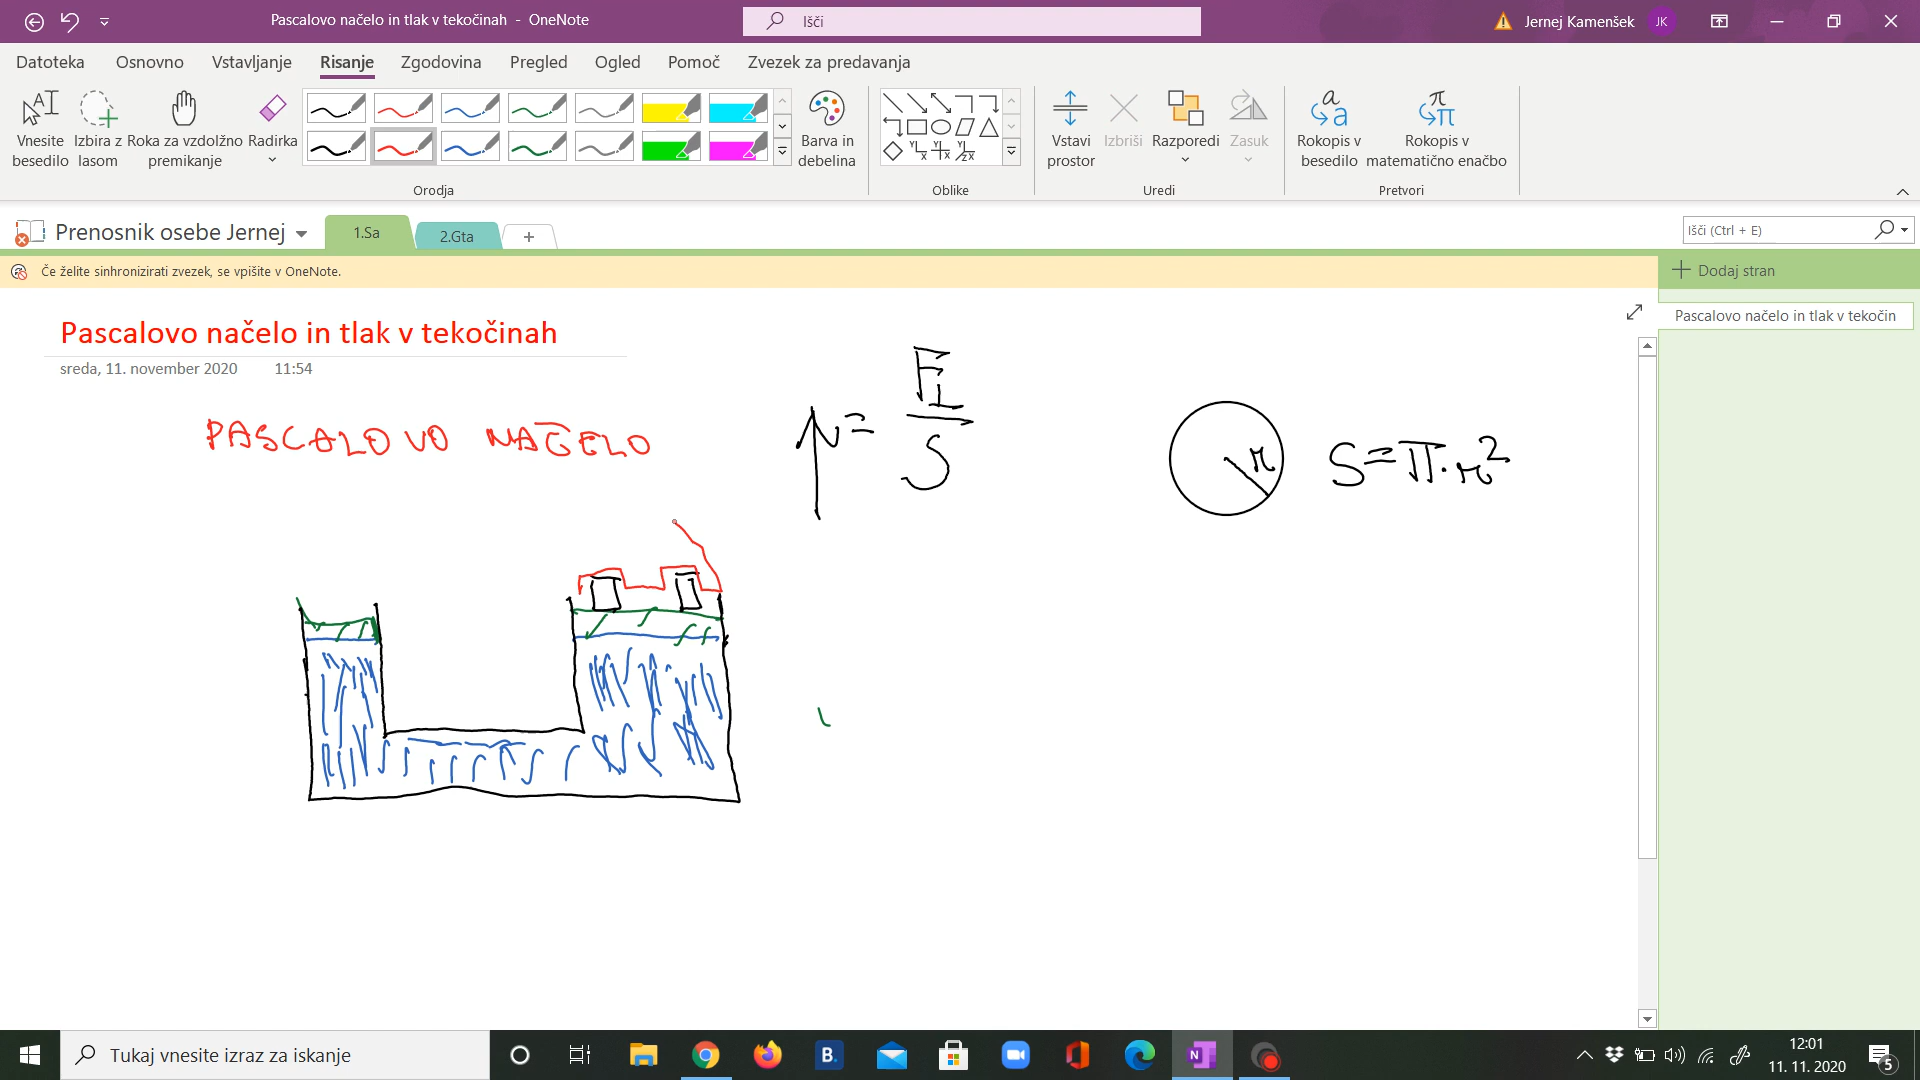 Pascalovo načelo in tlak v tekočinah - OneNote
Išči
Jernej Kamenšek
JK
Datoteka Osnovno Vstavljanje Risanje Zgodovina Pregled Ogled Pomoč Zvezek za predavanja
Vnesite besedilo
Izbira z lasom
Roka za vzdolžno premikanje
Radirka
Barva in debelina
Vstavi prostor
Izbriši
Razporedi
Zasuk
Rokopis v besedilo
Rokopis v matematično enačbo
Orodja
Oblike
Uredi
Pretvori
Prenosnik osebe Jernej
1.Sa
2.Gta
Išči (Ctrl + E)
Če želite sinhronizirati zvezek, se vpišite v OneNote.
Dodaj stran
Pascalovo načelo in tlak v tekočin
Pascalovo načelo in tlak v tekočinah
sreda, 11. november 2020 11:54
PASCALOVO NAČELO
p = F⊥
S
r
S = π · r²
Tukaj vnesite izraz za iskanje
12:01
11. 11. 2020
5